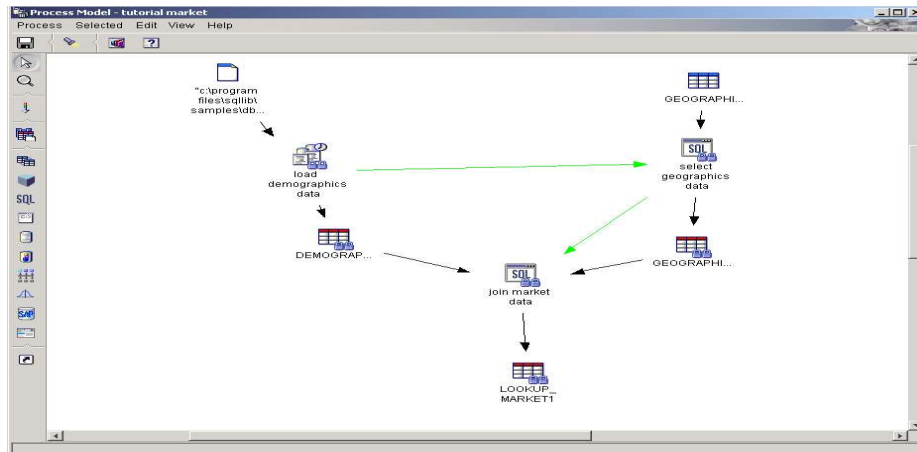 Process Model - tutorial market
Process Selected Edit View Help
"c:\program
files\sqllib\
samples\db...
GEOGRAPHI...
SQL
select
geographics
data
load
demographics
data
SQL
DEMOGRAP...
GEOGRAPHI...
SQL
join market
data
SAP
LOOKUP_
MARKET1